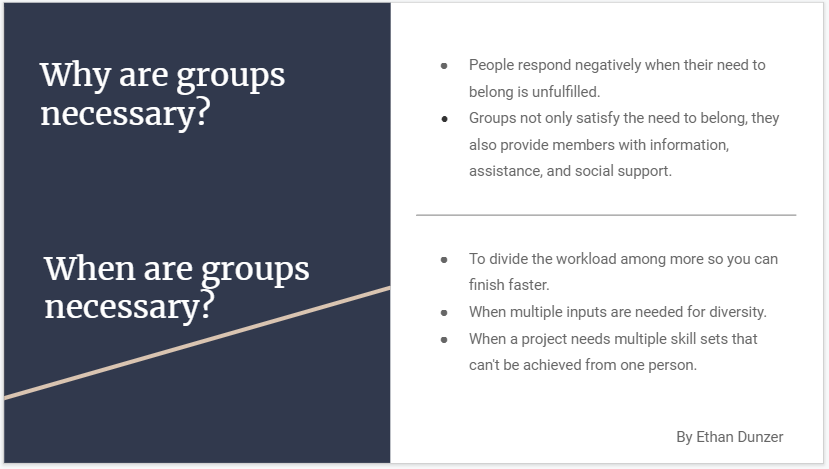 Why are groups
necessary?
● People respond negatively when their need to
belong is unfulfilled.
● Groups not only satisfy the need to belong, they
also provide members with information,
assistance, and social support.
When are groups
necessary?
● To divide the workload among more so you can
finish faster.
● When multiple inputs are needed for diversity.
● When a project needs multiple skill sets that
can't be achieved from one person.
By Ethan Dunzer